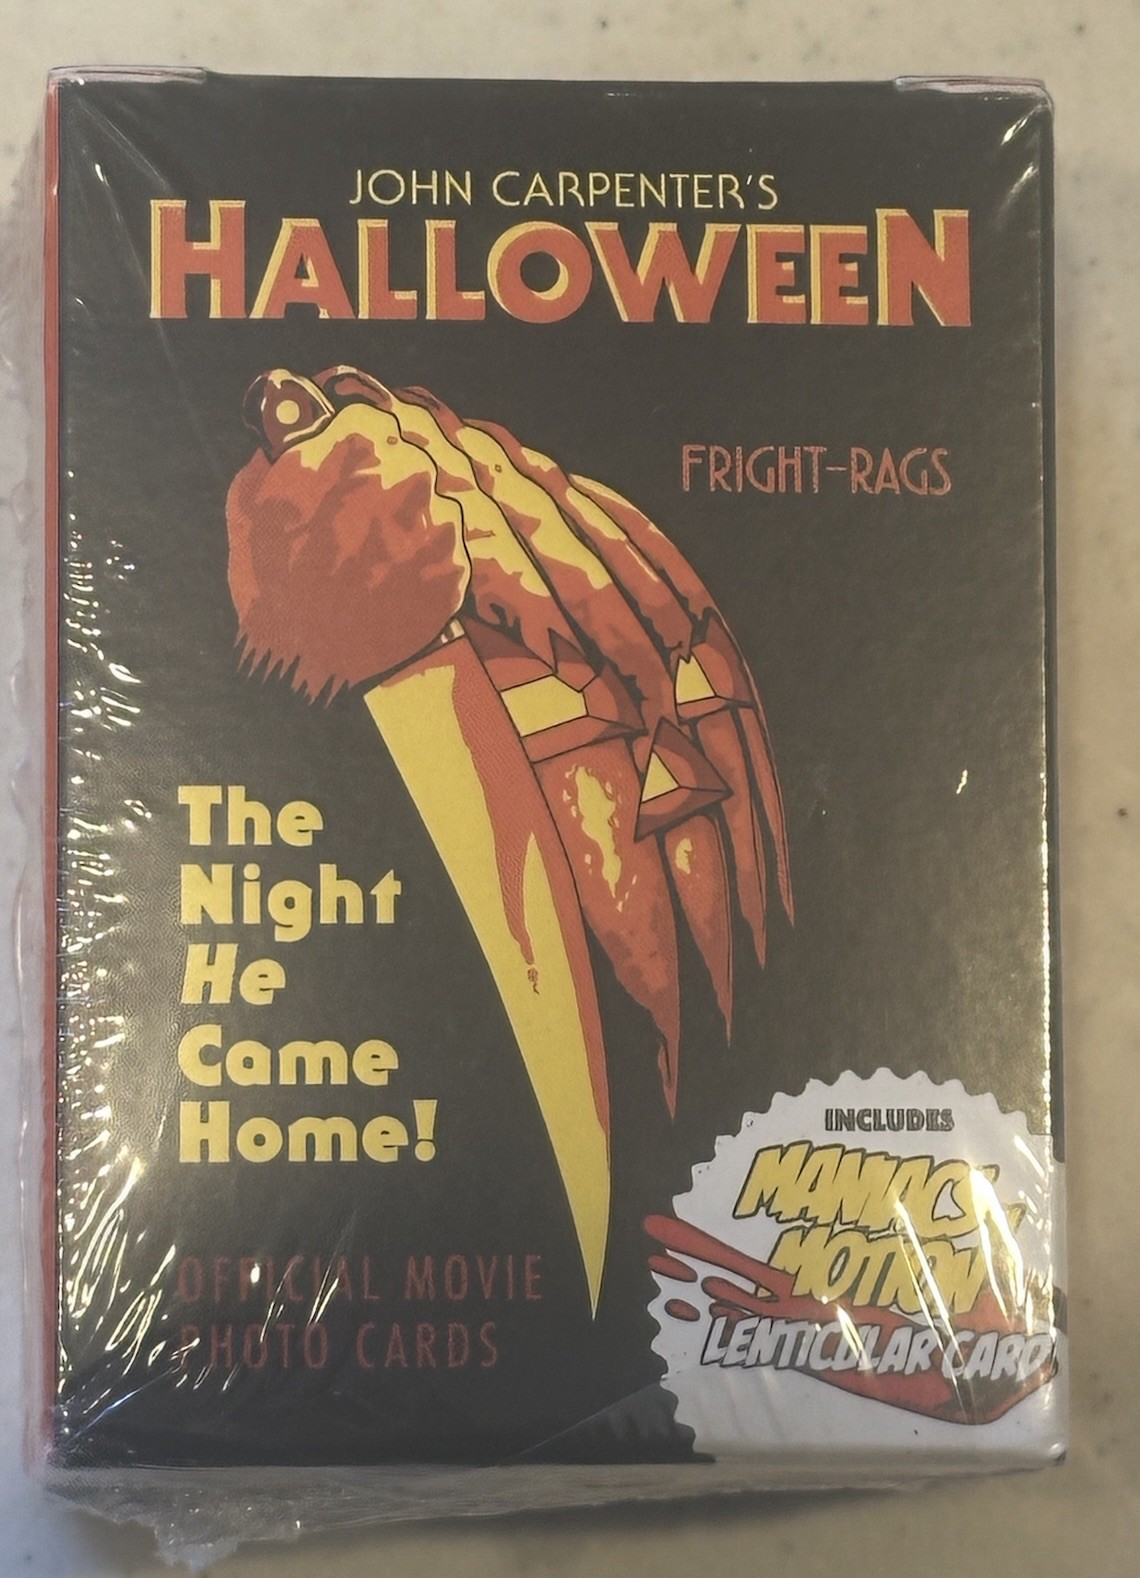 JOHN CARPENTER'S
HALLOWEEN
FRIGHT-RAGS
The
Night
He
Came
Home!
OFFICIAL MOVIE
PHOTO CARDS
INCLUDES
MANIACS IN
MOTION
LENTICULAR CARD